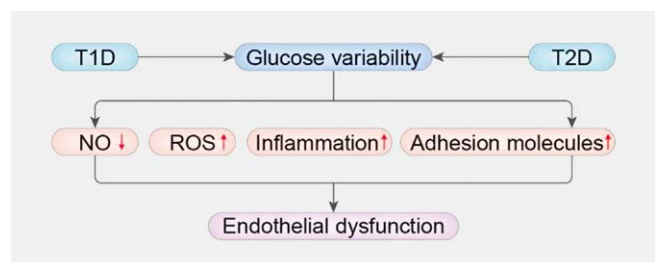 T1D Glucose variability T2D
NO ↓ ROS ↑ Inflammation ↑ Adhesion molecules ↑
Endothelial dysfunction